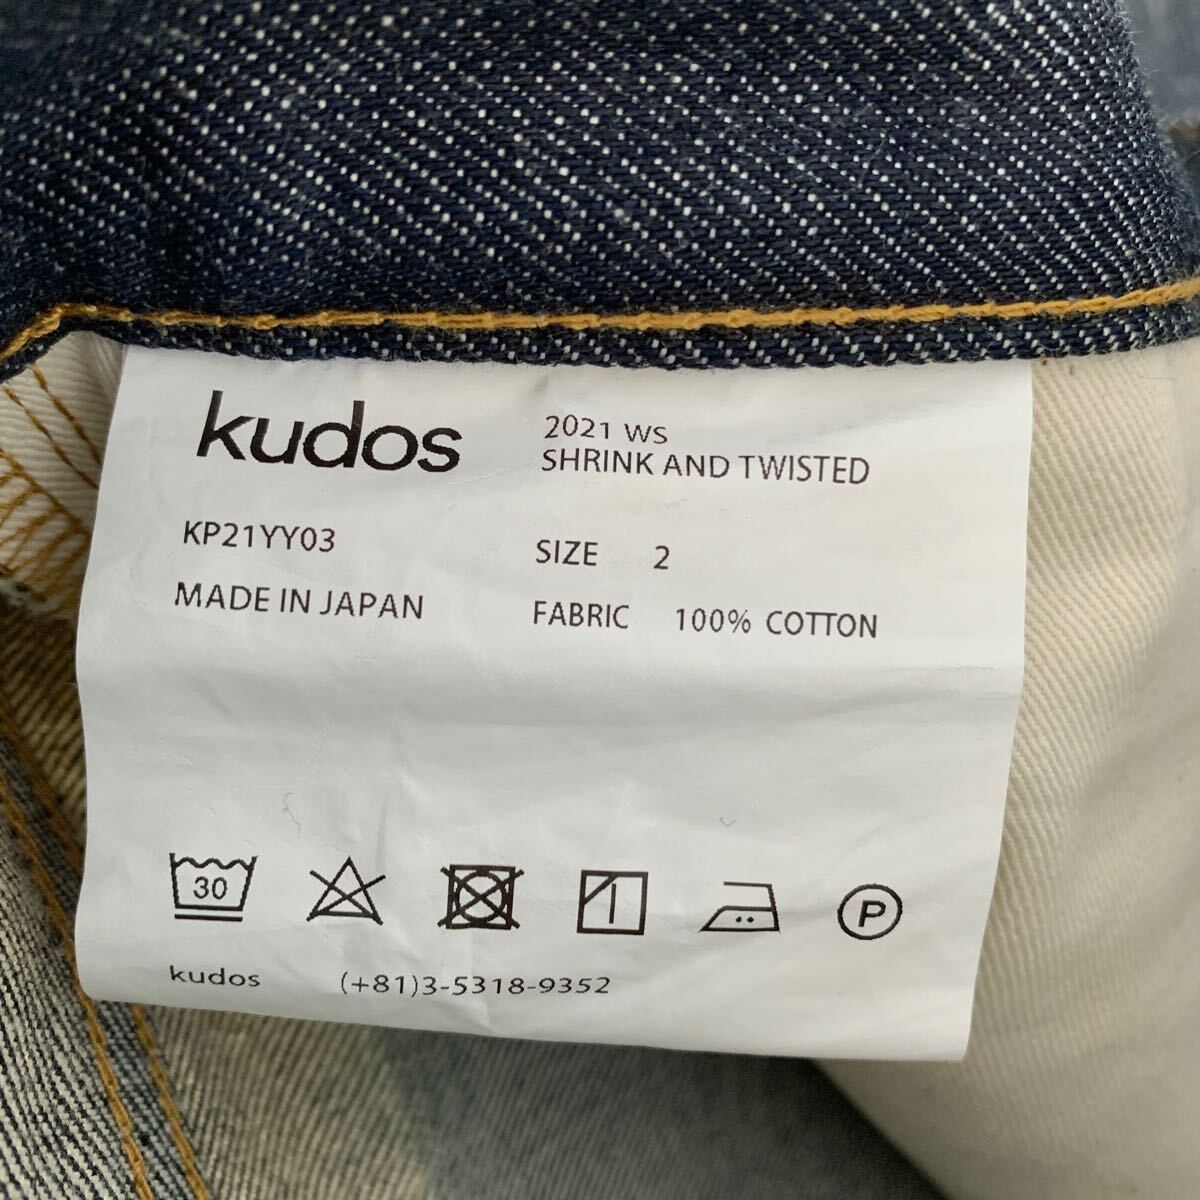 kudos
2021 WS
SHRINK AND TWISTED
KP21YY03
SIZE 2
MADE IN JAPAN
FABRIC 100% COTTON
30
P
kudos (+81)3-5318-9352